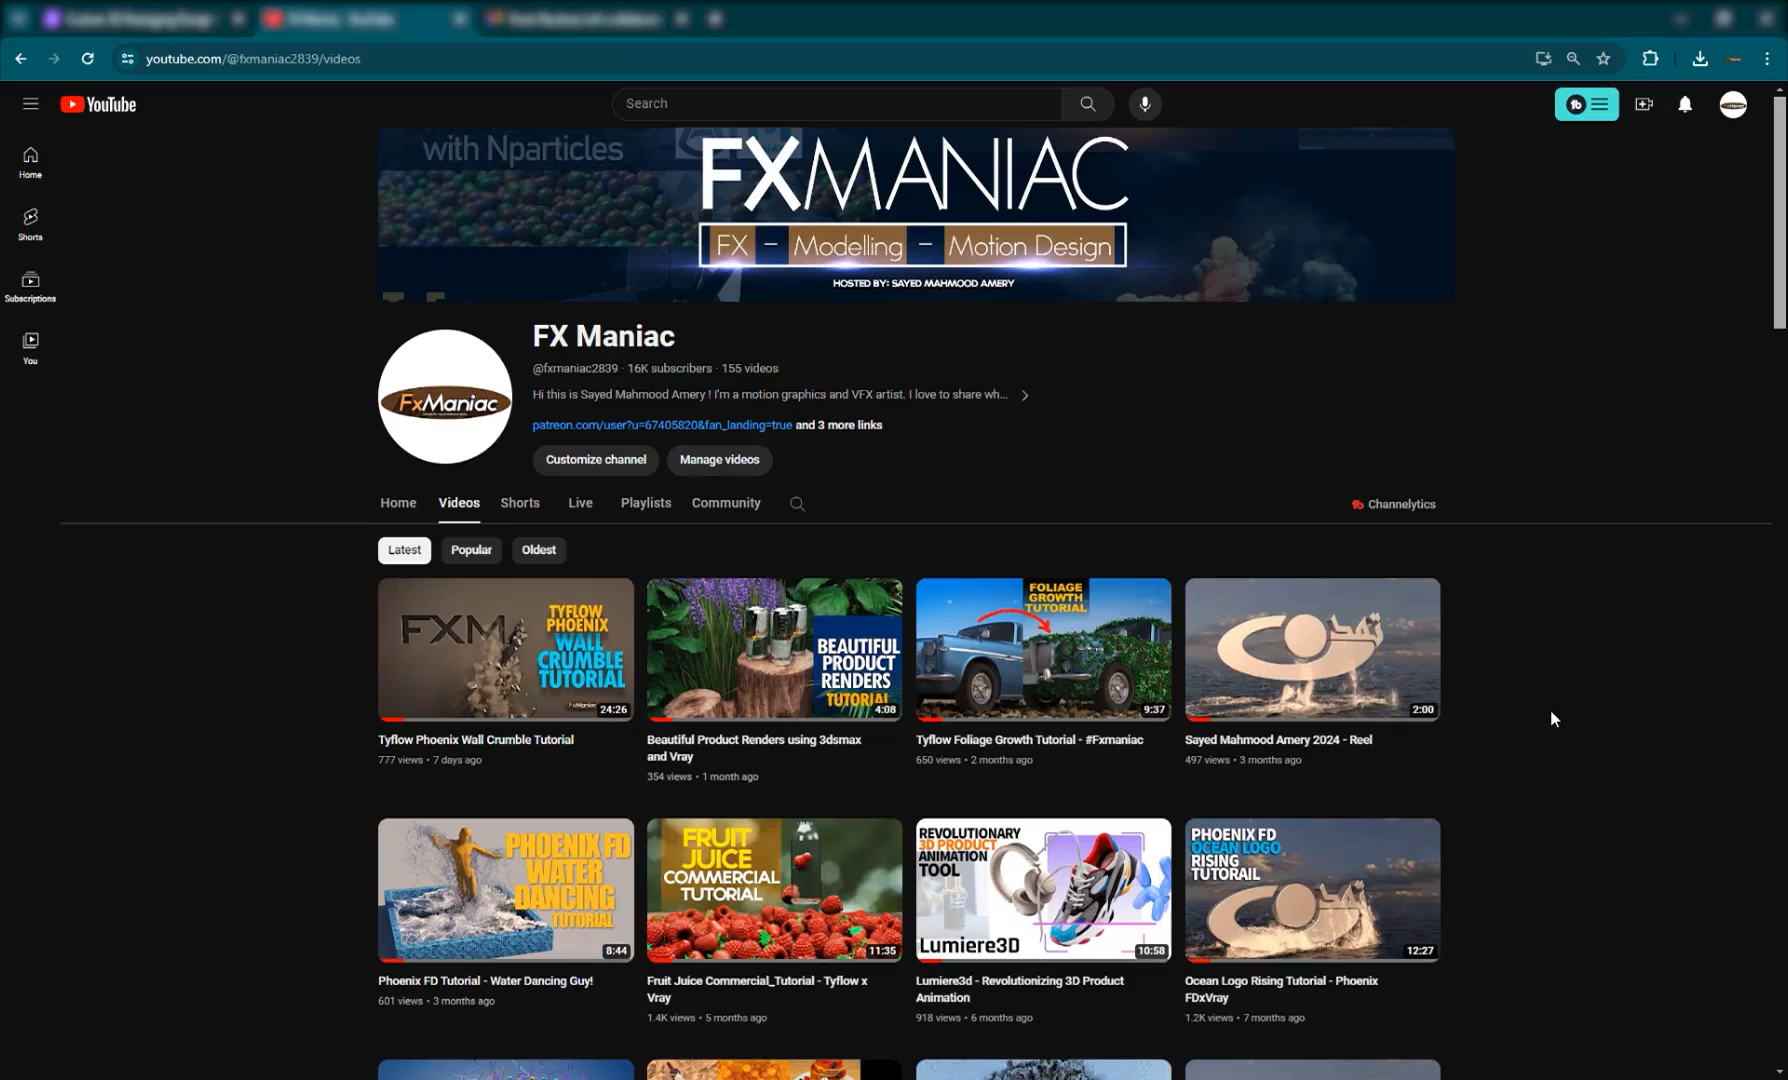 youtube.com/@fxmaniac2839/videos
YouTube
Search
Home
Shorts
Subscriptions
You
with Nparticles
FXMANIAC
FX - Modelling - Motion Design
HOSTED BY: SAYED MAHMOOD AMERY
FxManiac
FX Maniac
@fxmaniac2839 · 16K subscribers · 155 videos
Hi this is Sayed Mahmood Amery ! I'm a motion graphics and VFX artist. I love to share wh...
patreon.com/user?u=67405820&fan_landing=true and 3 more links
Customize channel
Manage videos
Home
Videos
Shorts
Live
Playlists
Community
Channelytics
Latest
Popular
Oldest
FXM
TYFLOW
PHOENIX
WALL
CRUMBLE
TUTORIAL
FxManiac
24:26
BEAUTIFUL
PRODUCT
RENDERS
TUTORIAL
4:08
FOLIAGE
GROWTH
TUTORIAL
9:37
تمدن
2:00
Tyflow Phoenix Wall Crumble Tutorial
777 views • 7 days ago
Beautiful Product Renders using 3dsmax
and Vray
354 views • 1 month ago
Tyflow Foliage Growth Tutorial - #Fxmaniac
650 views • 2 months ago
Sayed Mahmood Amery 2024 - Reel
497 views • 3 months ago
PHOENIX FD
WATER
DANCING
TUTORIAL
8:44
FRUIT
JUICE
COMMERCIAL
TUTORIAL
11:35
REVOLUTIONARY
3D PRODUCT
ANIMATION
TOOL
Lumiere3D
10:58
PHOENIX FD
OCEAN LOGO
RISING
TUTORAIL
تمدن
12:27
Phoenix FD Tutorial - Water Dancing Guy!
601 views • 3 months ago
Fruit Juice Commercial_Tutorial - Tyflow x
Vray
1.4K views • 5 months ago
Lumiere3d - Revolutionizing 3D Product
Animation
918 views • 6 months ago
Ocean Logo Rising Tutorial - Phoenix
FDxVray
1.2K views • 7 months ago